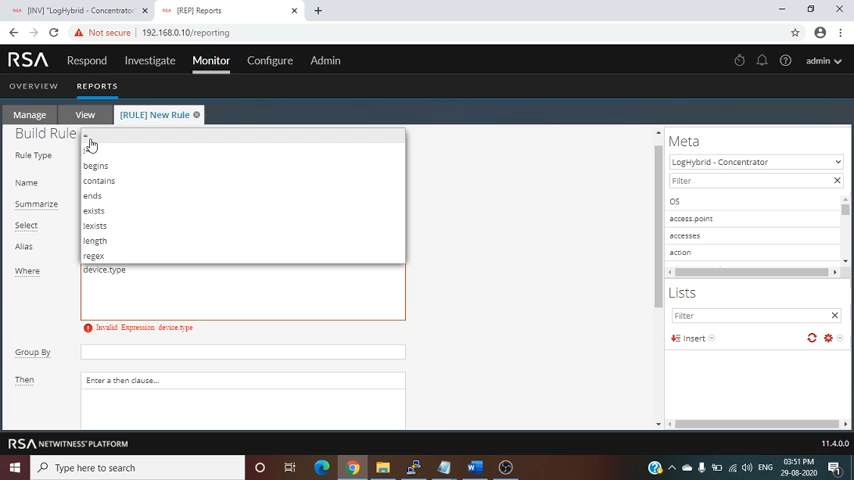 [INV] "LogHybrid - Concentrator"
[REP] Reports
Not secure
192.168.0.10/reporting
RSA
Respond
Investigate
Monitor
Configure
Admin
admin
OVERVIEW
REPORTS
Manage
View
[RULE] New Rule
Build Rule
=
Rule Type
begins
contains
Name
ends
Summarize
exists
Select
!exists
length
Alias
regex
Where
device.type
Invalid Expression device.type
Group By
Then
Enter a then clause...
Meta
LogHybrid - Concentrator
Filter
OS
access.point
accesses
action
Lists
Filter
Insert
RSA NETWITNESS PLATFORM
11.4.0.0
Type here to search
ENG
03:51 PM
29-08-2020